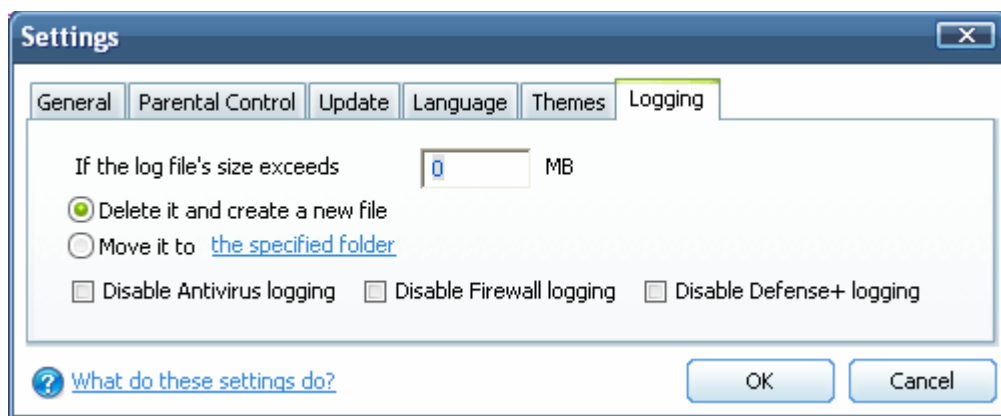 Settings
General Parental Control Update Language Themes Logging
If the log file's size exceeds 0 MB
Delete it and create a new file
Move it to the specified folder
Disable Antivirus logging Disable Firewall logging Disable Defense+ logging
What do these settings do? OK Cancel